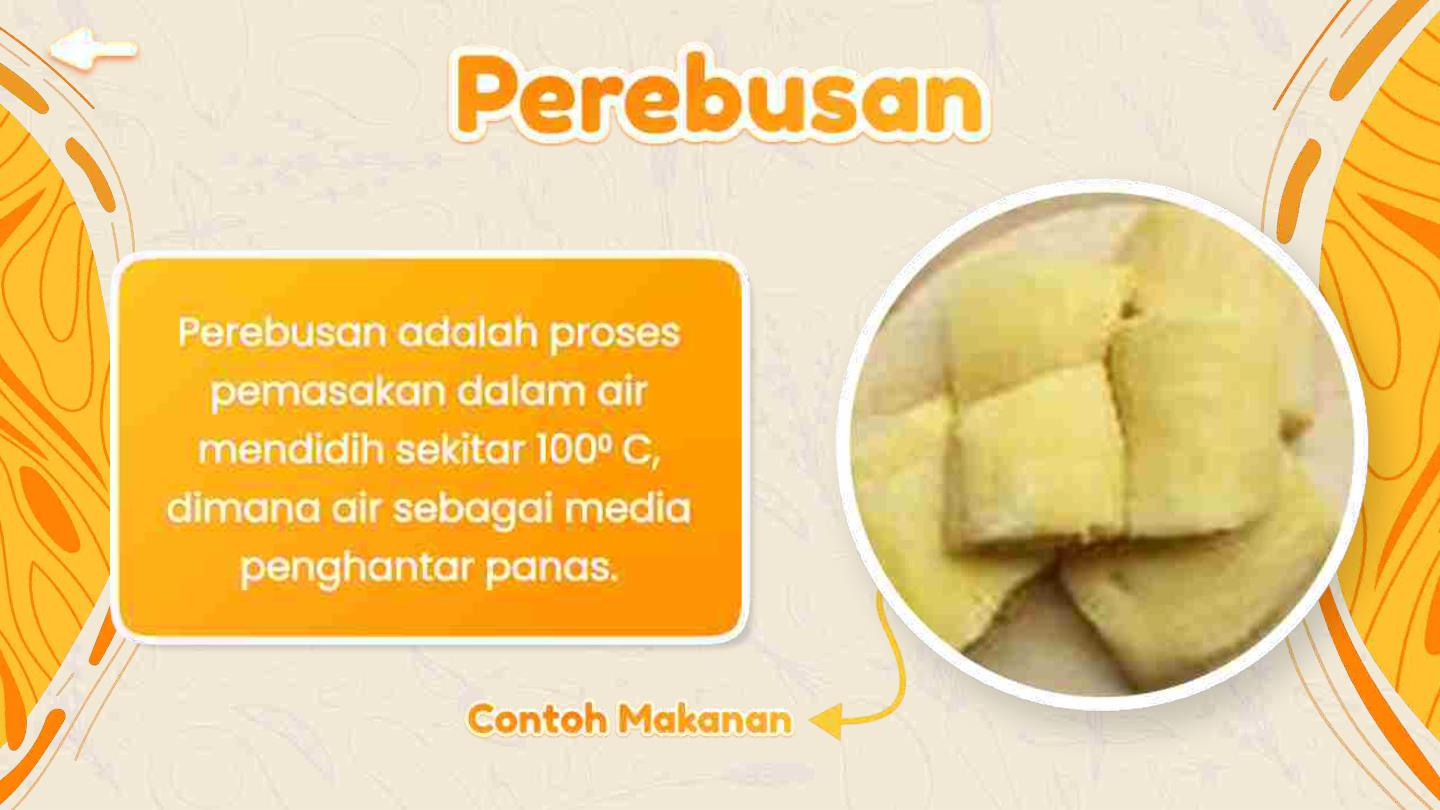 Perebusan
Perebusan adalah proses
pemasakan dalam air
mendidih sekitar 100⁰ C,
dimana air sebagai media
penghantar panas.
Contoh Makanan